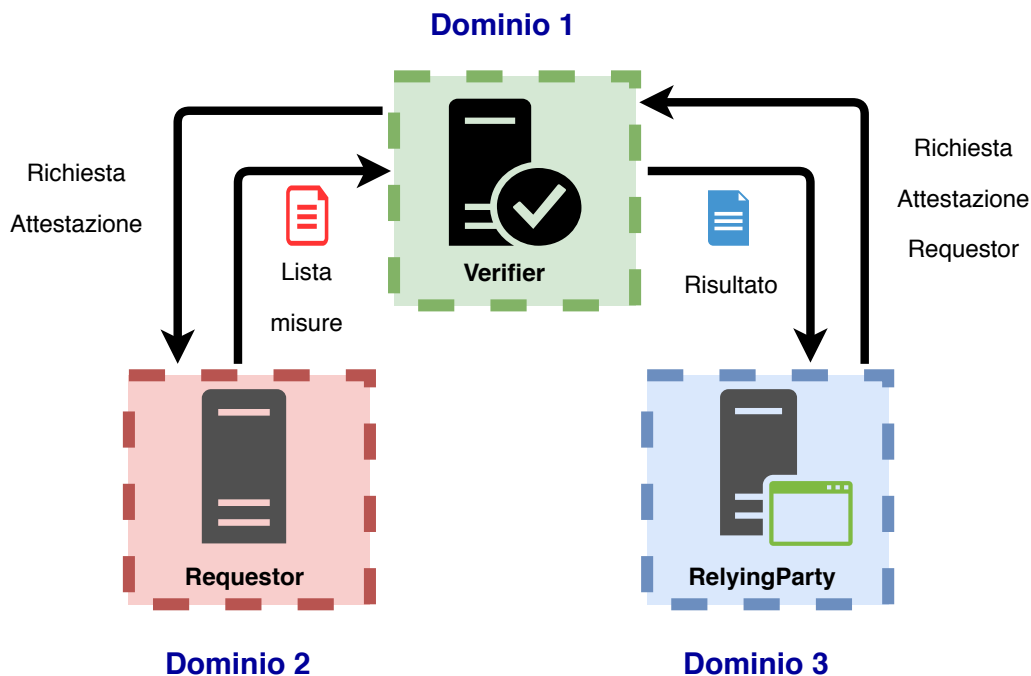 Dominio 1
Richiesta
Attestazione
Lista
misure
Verifier
Risultato
Richiesta
Attestazione
Requestor
Requestor
RelyingParty
Dominio 2
Dominio 3